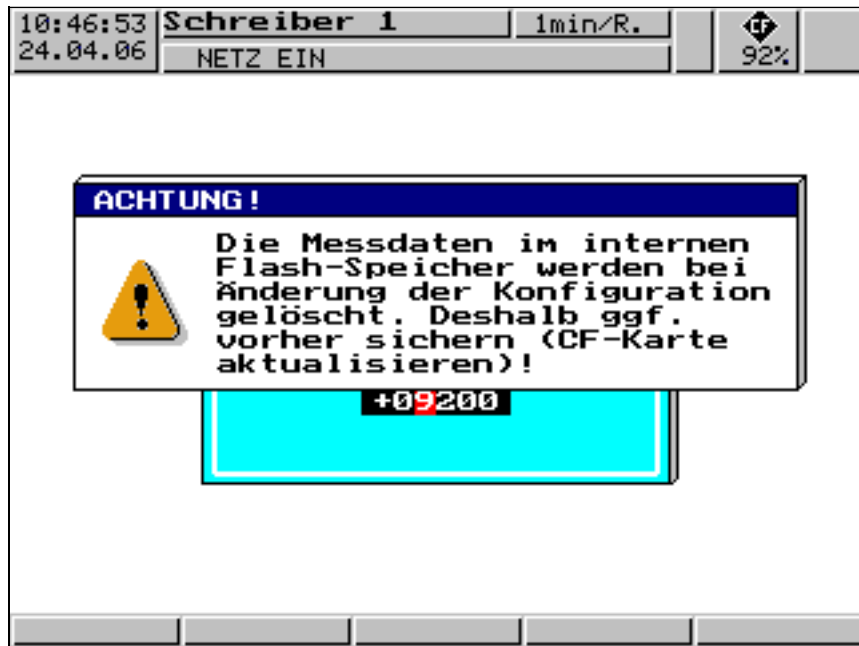 10:46:53 Schreiber 1 1min/R. CF
24.04.06 NETZ EIN 92%
ACHTUNG!
Die Messdaten im internen
Flash-Speicher werden bei
Änderung der Konfiguration
gelöscht. Deshalb ggf.
vorher sichern (CF-Karte
aktualisieren)!
+09200